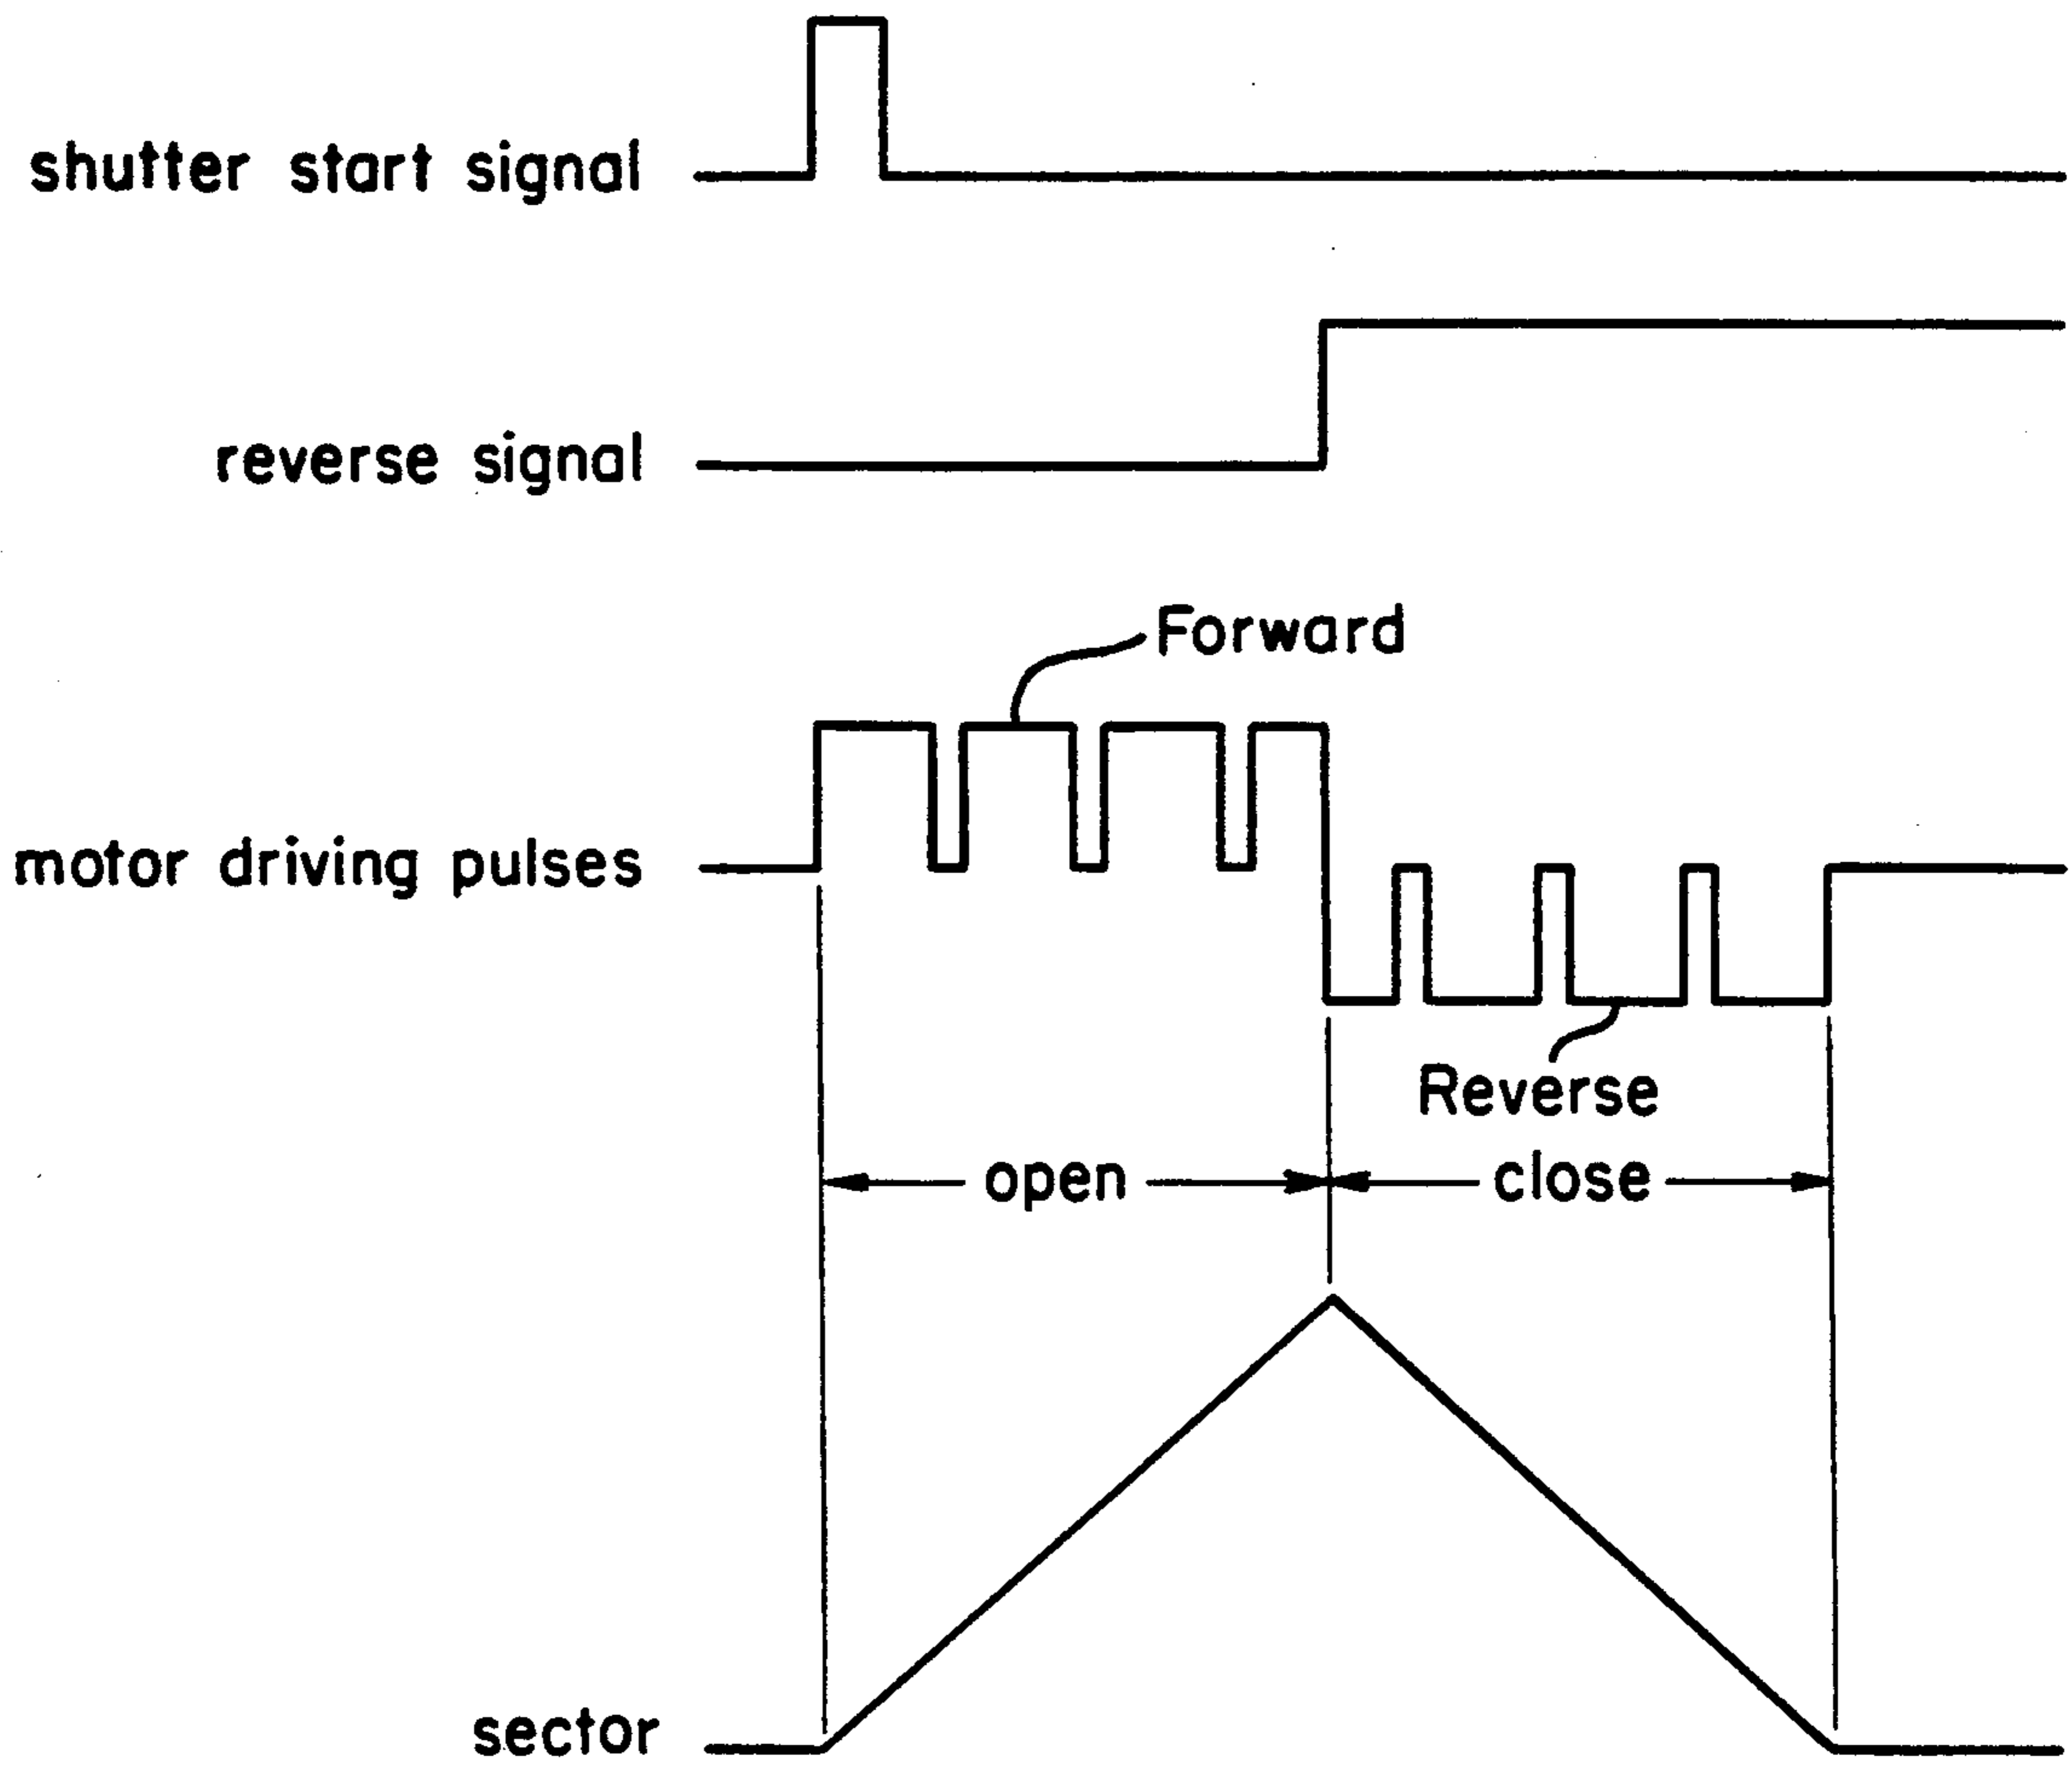 shutter start signal
reverse signal
Forward
motor driving pulses
Reverse
open
close
sector